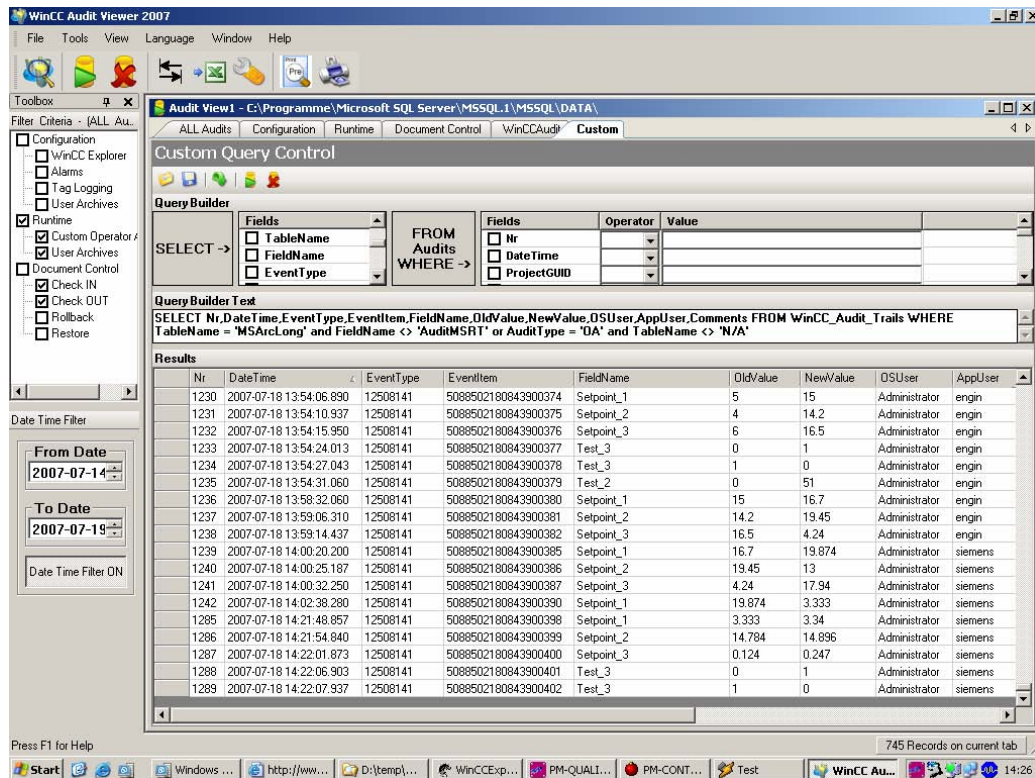 WinCC Audit Viewer 2007
File Tools View Language Window Help
Toolbox
Filter Criteria - (ALL Au..
Configuration
WinCC Explorer
Alarms
Tag Logging
User Archives
Runtime
Custom Operator A
User Archives
Document Control
Check IN
Check OUT
Rollback
Restore
Date Time Filter
From Date
2007-07-14
To Date
2007-07-19
Date Time Filter ON
Audit View1 - C:\Programme\Microsoft SQL Server\MSSQL.1\MSSQL\DATA\
ALL Audits Configuration Runtime Document Control WinCCAudit Custom
Custom Query Control
Query Builder
SELECT ->
Fields
TableName
FieldName
EventType
FROM
Audits
WHERE ->
Fields Operator Value
Nr
DateTime
ProjectGUID
Query Builder Text
SELECT Nr,DateTime,EventType,EventItem,FieldName,OldValue,NewValue,OSUser,AppUser,Comments FROM WinCC_Audit_Trails WHERE
TableName = 'MSArcLong' and FieldName <> 'AuditMSRT' or AuditType = 'OA' and TableName <> 'N/A'
Results
Nr DateTime EventType EventItem FieldName OldValue NewValue OSUser AppUser
1230 2007-07-18 13:54:06.890 12508141 5088502180843900374 Setpoint_1 5 15 Administrator engin
1231 2007-07-18 13:54:10.937 12508141 5088502180843900375 Setpoint_2 4 14.2 Administrator engin
1232 2007-07-18 13:54:15.950 12508141 5088502180843900376 Setpoint_3 6 16.5 Administrator engin
1233 2007-07-18 13:54:24.013 12508141 5088502180843900377 Test_3 0 1 Administrator engin
1234 2007-07-18 13:54:27.043 12508141 5088502180843900378 Test_3 1 0 Administrator engin
1235 2007-07-18 13:54:31.060 12508141 5088502180843900379 Test_2 0 51 Administrator engin
1236 2007-07-18 13:58:32.060 12508141 5088502180843900380 Setpoint_1 15 16.7 Administrator engin
1237 2007-07-18 13:59:06.310 12508141 5088502180843900381 Setpoint_2 14.2 19.45 Administrator engin
1238 2007-07-18 13:59:14.437 12508141 5088502180843900382 Setpoint_3 16.5 4.24 Administrator engin
1239 2007-07-18 14:00:20.200 12508141 5088502180843900385 Setpoint_1 16.7 19.874 Administrator siemens
1240 2007-07-18 14:00:25.187 12508141 5088502180843900386 Setpoint_2 19.45 13 Administrator siemens
1241 2007-07-18 14:00:32.250 12508141 5088502180843900387 Setpoint_3 4.24 17.94 Administrator siemens
1242 2007-07-18 14:02:38.280 12508141 5088502180843900390 Setpoint_1 19.874 3.333 Administrator siemens
1285 2007-07-18 14:21:48.857 12508141 5088502180843900398 Setpoint_1 3.333 3.34 Administrator siemens
1286 2007-07-18 14:21:54.840 12508141 5088502180843900399 Setpoint_2 14.784 14.896 Administrator siemens
1287 2007-07-18 14:22:01.873 12508141 5088502180843900400 Setpoint_3 0.124 0.247 Administrator siemens
1288 2007-07-18 14:22:06.903 12508141 5088502180843900401 Test_3 0 1 Administrator siemens
1289 2007-07-18 14:22:07.937 12508141 5088502180843900402 Test_3 1 0 Administrator siemens
Press F1 for Help
745 Records on current tab
Start Windows ... http://ww... D:\temp\... WinCCExp... PM-QUALI... PM-CONT... Test WinCC Au... 14:26